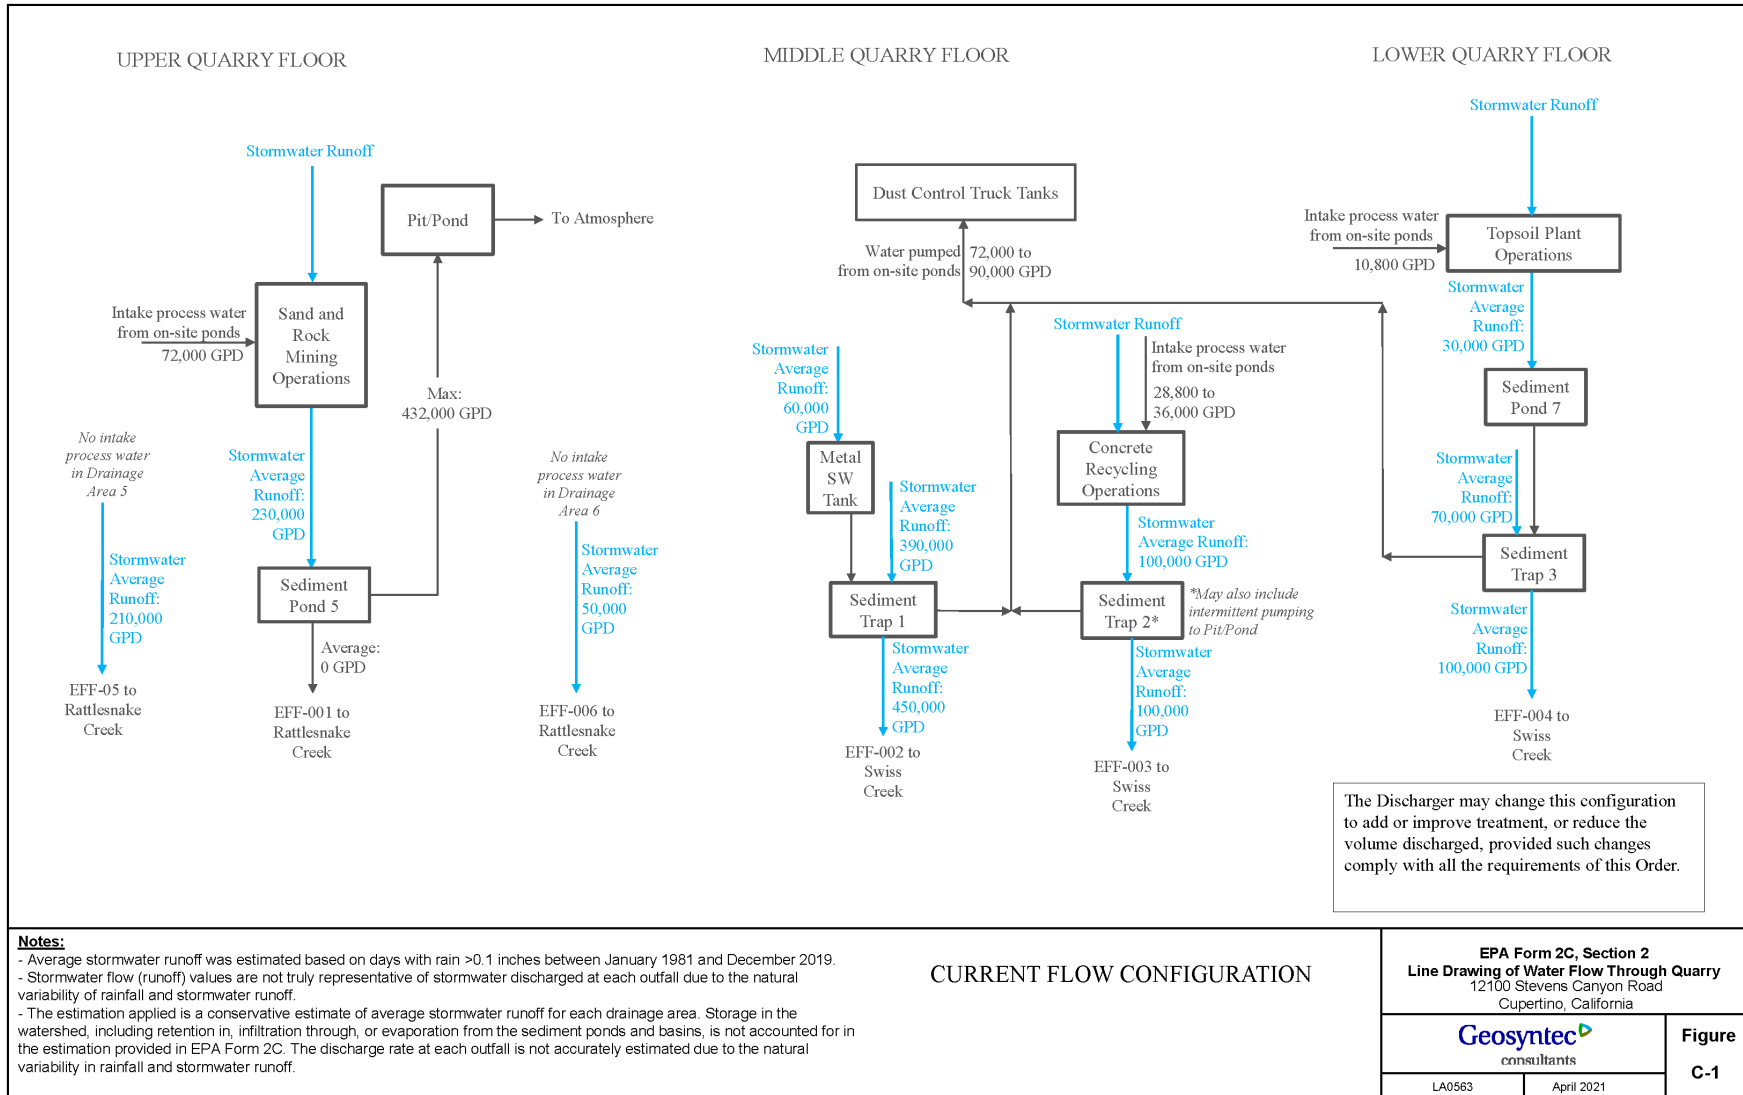 UPPER QUARRY FLOOR
Stormwater Runoff
Pit/Pond
To Atmosphere
Intake process water
from on-site ponds
72,000 GPD
Sand and
Rock
Mining
Operations
Max:
432,000 GPD
No intake
process water
in Drainage
Area 5
Stormwater
Average
Runoff:
230,000
GPD
No intake
process water
in Drainage
Area 6
Stormwater
Average
Runoff:
210,000
GPD
Sediment
Pond 5
Stormwater
Average
Runoff:
50,000
GPD
Average:
0 GPD
EFF-05 to
Rattlesnake
Creek
EFF-001 to
Rattlesnake
Creek
EFF-006 to
Rattlesnake
Creek
MIDDLE QUARRY FLOOR
Dust Control Truck Tanks
Water pumped
from on-site ponds
72,000 to
90,000 GPD
Stormwater
Average
Runoff:
60,000
GPD
Stormwater Runoff
Intake process water
from on-site ponds
28,800 to
36,000 GPD
Metal
SW
Tank
Stormwater
Average
Runoff:
390,000
GPD
Concrete
Recycling
Operations
Stormwater
Average Runoff:
100,000 GPD
Sediment
Trap 1
Sediment
Trap 2*
*May also include
intermittent pumping
to Pit/Pond
Stormwater
Average
Runoff:
450,000
GPD
Stormwater
Average
Runoff:
100,000
GPD
EFF-002 to
Swiss
Creek
EFF-003 to
Swiss
Creek
LOWER QUARRY FLOOR
Stormwater Runoff
Intake process water
from on-site ponds
10,800 GPD
Topsoil Plant
Operations
Stormwater
Average
Runoff:
30,000 GPD
Sediment
Pond 7
Stormwater
Average
Runoff:
70,000 GPD
Sediment
Trap 3
Stormwater
Average
Runoff:
100,000 GPD
EFF-004 to
Swiss
Creek
The Discharger may change this configuration
to add or improve treatment, or reduce the
volume discharged, provided such changes
comply with all the requirements of this Order.
Notes:
- Average stormwater runoff was estimated based on days with rain >0.1 inches between January 1981 and December 2019.
- Stormwater flow (runoff) values are not truly representative of stormwater discharged at each outfall due to the natural
variability of rainfall and stormwater runoff.
- The estimation applied is a conservative estimate of average stormwater runoff for each drainage area. Storage in the
watershed, including retention in, infiltration through, or evaporation from the sediment ponds and basins, is not accounted for in
the estimation provided in EPA Form 2C. The discharge rate at each outfall is not accurately estimated due to the natural
variability in rainfall and stormwater runoff.
CURRENT FLOW CONFIGURATION
EPA Form 2C, Section 2
Line Drawing of Water Flow Through Quarry
12100 Stevens Canyon Road
Cupertino, California
Geosyntec
consultants
Figure
C-1
LA0563
April 2021